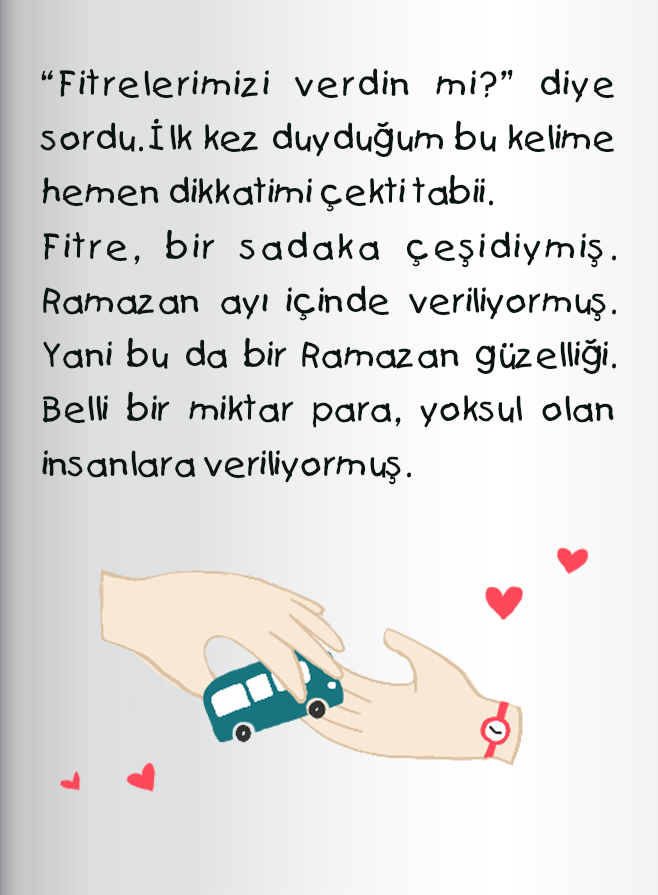 “Fitrelerimizi verdin mi?” diye
sordu.İlk kez duyduğum bu kelime
hemen dikkatimi çekti tabii.
Fitre, bir sadaka çeşidiymiş.
Ramazan ayı içinde veriliyormuş.
Yani bu da bir Ramazan güzelliği.
Belli bir miktar para, yoksul olan
insanlara veriliyormuş.